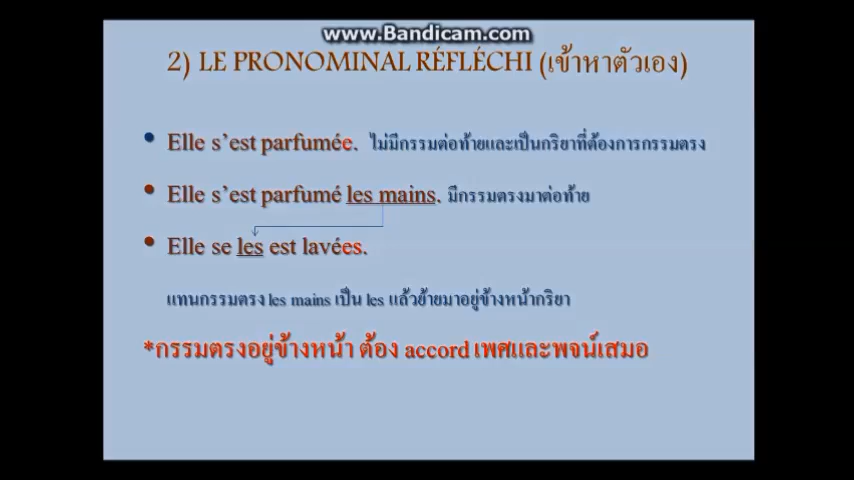 www.Bandicam.com
2) LE PRONOMINAL RÉFLÉCHI (เข้าหาตัวเอง)
• Elle s'est parfumée. ไม่มีกรรมต่อท้ายและเป็นกริยาที่ต้องการกรรมตรง
• Elle s'est parfumé les mains. มีกรรมตรงมาต่อท้าย
• Elle se les est lavées.
แทนกรรมตรง les mains เป็น les แล้วย้ายมาอยู่ข้างหน้ากริยา
*กรรมตรงอยู่ข้างหน้า ต้อง accord เพศและพจน์เสมอ